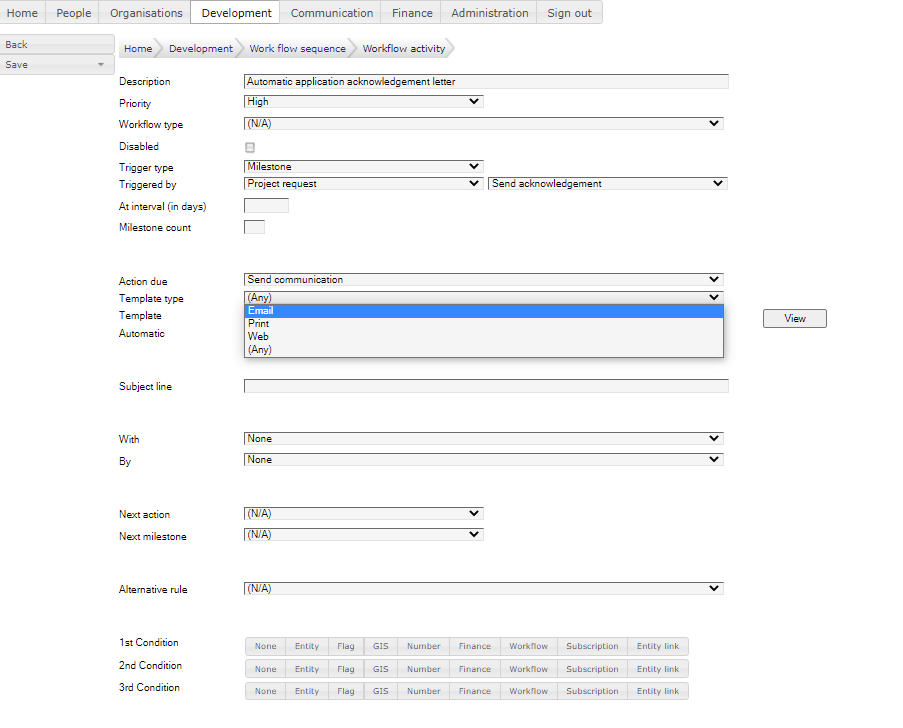 Home People Organisations Development Communication Finance Administration Sign out
Back
Save
Home Development Work flow sequence Workflow activity
Description Automatic application acknowledgement letter
Priority High
Workflow type (N/A)
Disabled
Trigger type Milestone
Triggered by Project request Send acknowledgement
At interval (in days)
Milestone count
Action due Send communication
Template type (Any)
Template Email
Print
Automatic Web
(Any)
View
Subject line
With None
By None
Next action (N/A)
Next milestone (N/A)
Alternative rule (N/A)
1st Condition None Entity Flag GIS Number Finance Workflow Subscription Entity link
2nd Condition None Entity Flag GIS Number Finance Workflow Subscription Entity link
3rd Condition None Entity Flag GIS Number Finance Workflow Subscription Entity link